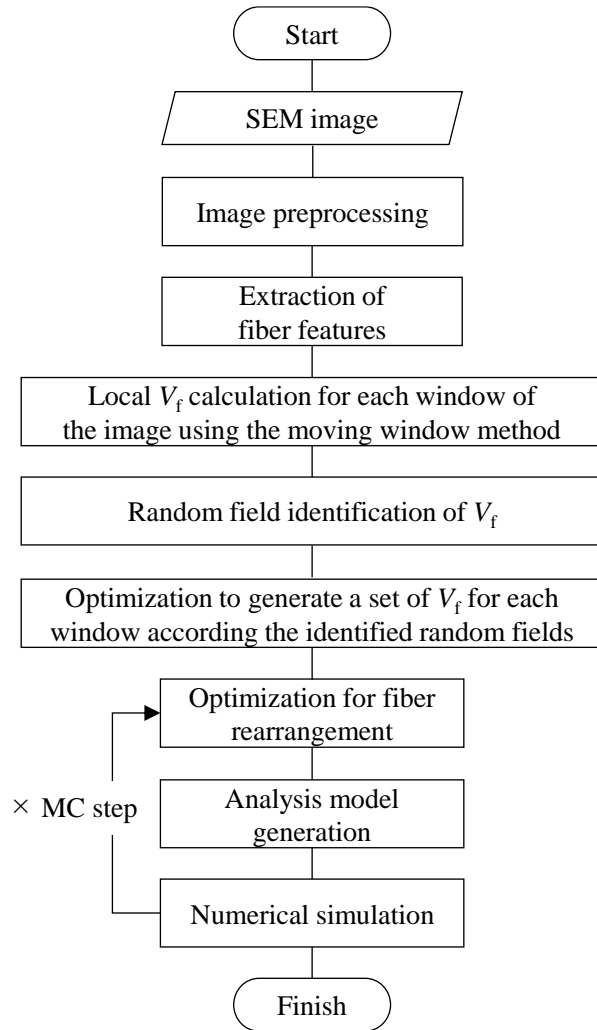 Start
SEM image
Image preprocessing
Extraction of
fiber features
Local Vf calculation for each window of
the image using the moving window method
Random field identification of Vf
Optimization to generate a set of Vf for each
window according the identified random fields
Optimization for fiber
rearrangement
× MC step
Analysis model
generation
Numerical simulation
Finish